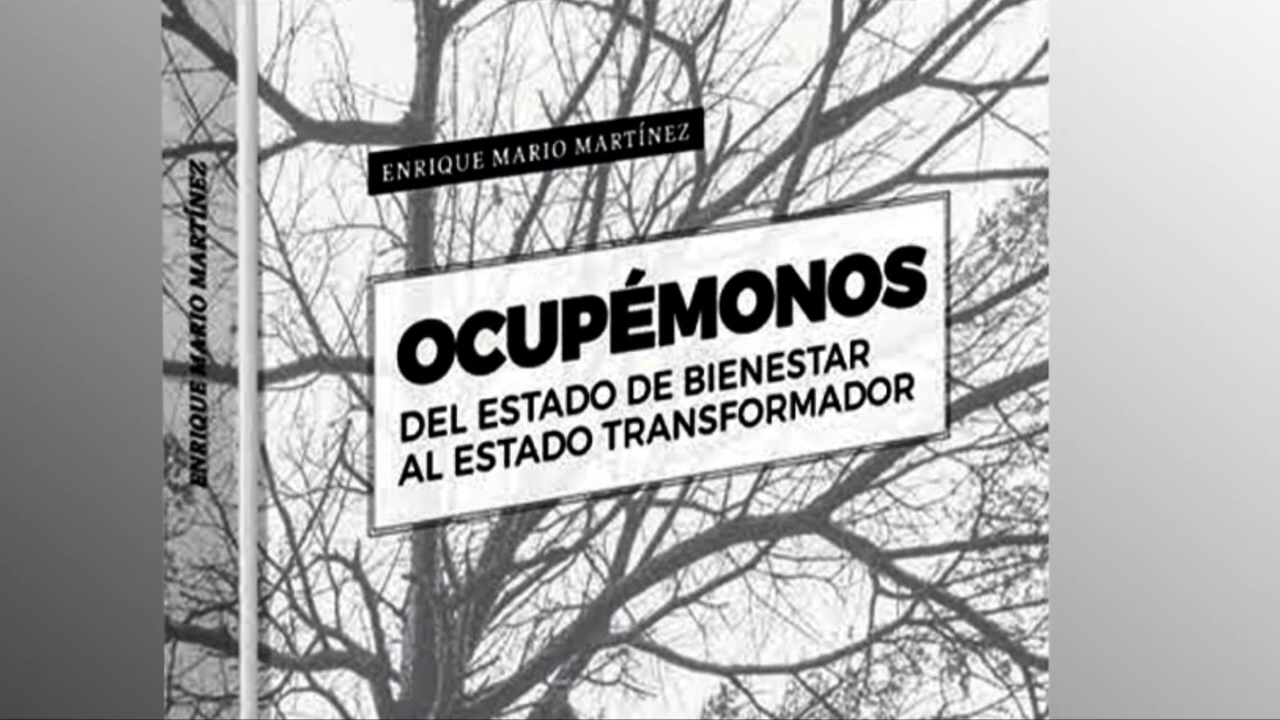 ENRIQUE MARIO MARTÍNEZ
ENRIQUE MARIO MARTÍNEZ
OCUPÉMONOS
DEL ESTADO DE BIENESTAR
AL ESTADO TRANSFORMADOR